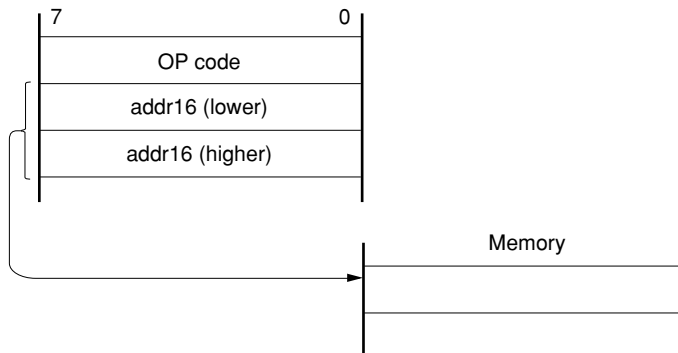 7 0
OP code
addr16 (lower)
addr16 (higher)
Memory